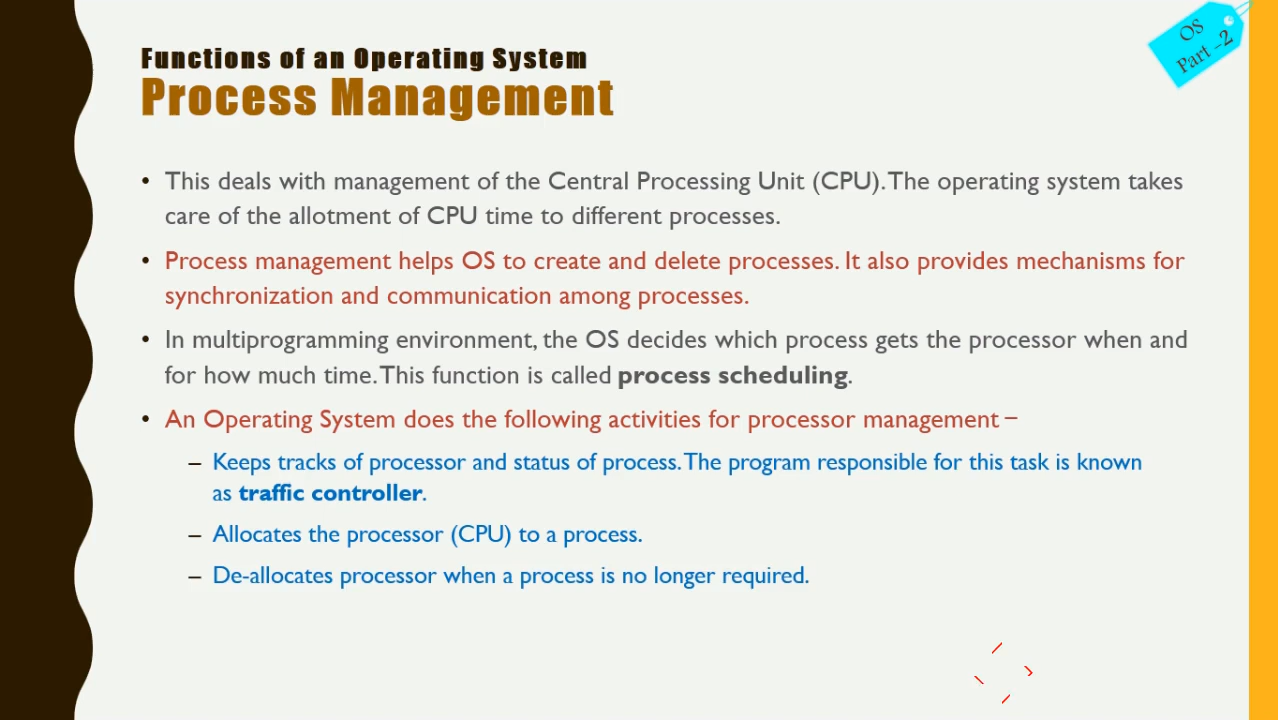 Functions of an Operating System
Process Management
OS
Part -2
• This deals with management of the Central Processing Unit (CPU). The operating system takes
care of the allotment of CPU time to different processes.
• Process management helps OS to create and delete processes. It also provides mechanisms for
synchronization and communication among processes.
• In multiprogramming environment, the OS decides which process gets the processor when and
for how much time. This function is called process scheduling.
• An Operating System does the following activities for processor management −
– Keeps tracks of processor and status of process. The program responsible for this task is known
as traffic controller.
– Allocates the processor (CPU) to a process.
– De-allocates processor when a process is no longer required.